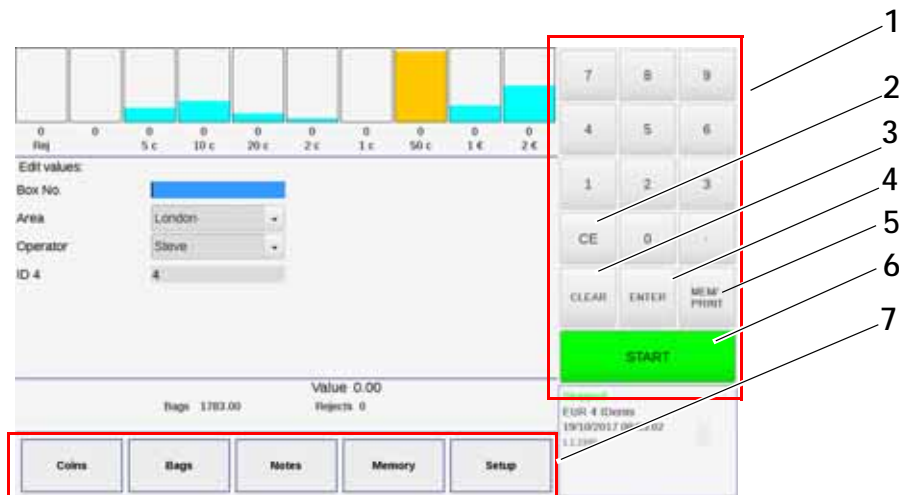 1
2
3
4
5
6
7
7 8 9
4 5 6
1 2 3
CE 0 .
CLEAR ENTER MEM/
PRINT
START
0 0 0 0 0 0 0 0 0 0
Rej 5 c 10 c 20 c 2 c 1 c 50 c 1 € 2 €
Edit values:
Box No.
Area London
Operator Steve
ID 4 4
Value 0.00
Bags 1783.00 Rejects 0
EUR 4 IDents
19/10/2017
Coins Bags Notes Memory Setup